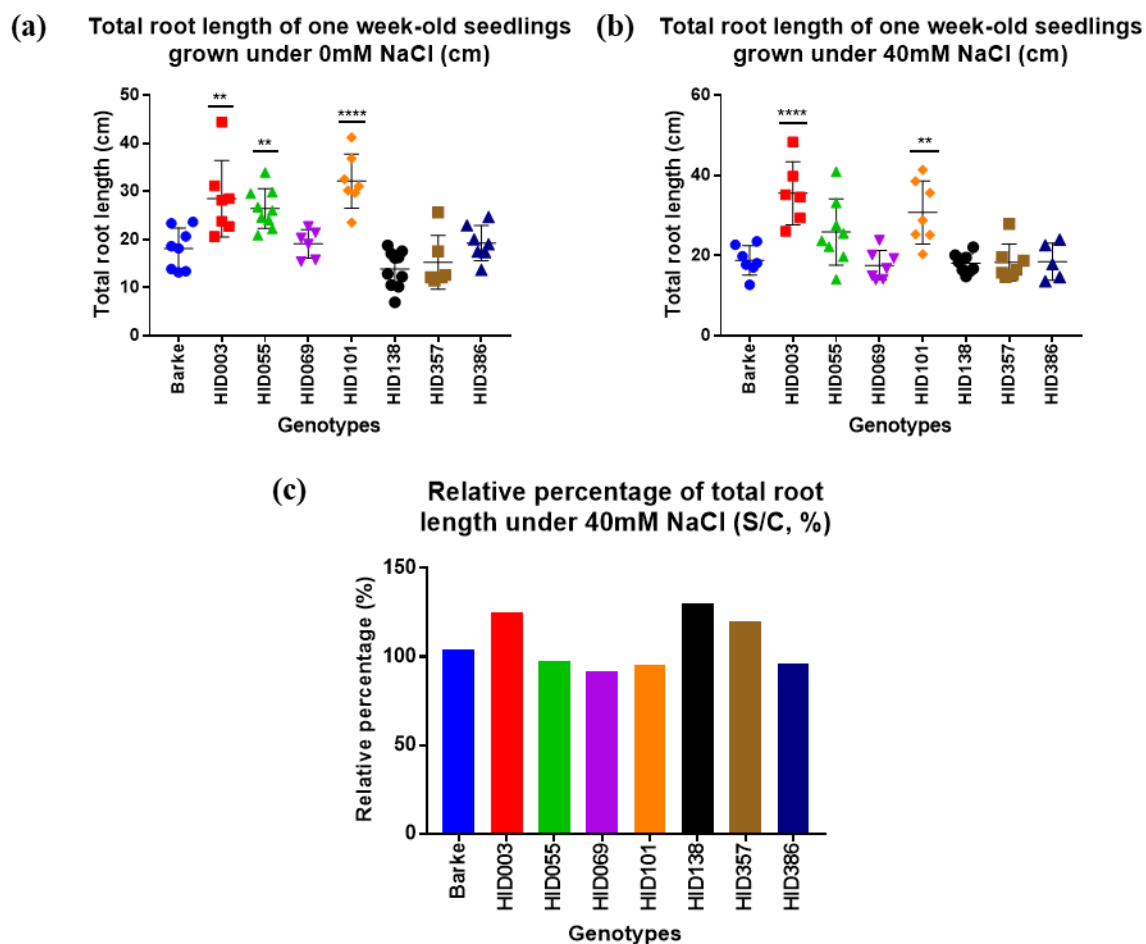 (a)
Total root length of one week-old seedlings
grown under 0mM NaCl (cm)
**
**
****
50
40
30
20
10
0
Total root length (cm)
Barke
HID003
HID055
HID069
HID101
HID138
HID357
HID386
Genotypes
(b)
Total root length of one week-old seedlings
grown under 40mM NaCl (cm)
****
**
60
40
20
0
Total root length (cm)
Barke
HID003
HID055
HID069
HID101
HID138
HID357
HID386
Genotypes
(c)
Relative percentage of total root
length under 40mM NaCl (S/C, %)
150
100
50
0
Relative percentage (%)
Barke
HID003
HID055
HID069
HID101
HID138
HID357
HID386
Genotypes